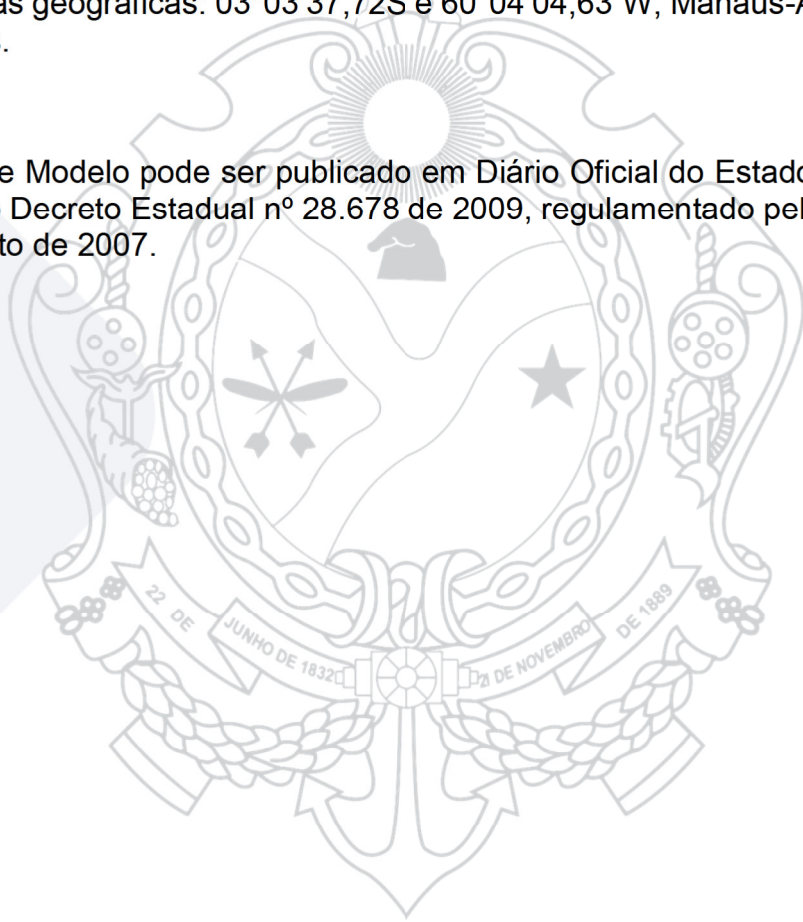 as geográficas: 03°03'37,72S e 60°04'04,63"W, Manaus-A
.
e Modelo pode ser publicado em Diário Oficial do Estado
Decreto Estadual nº 28.678 de 2009, regulamentado pel
to de 2007.
22 DE JUNHO DE 1832
21 DE NOVEMBRO DE 1889